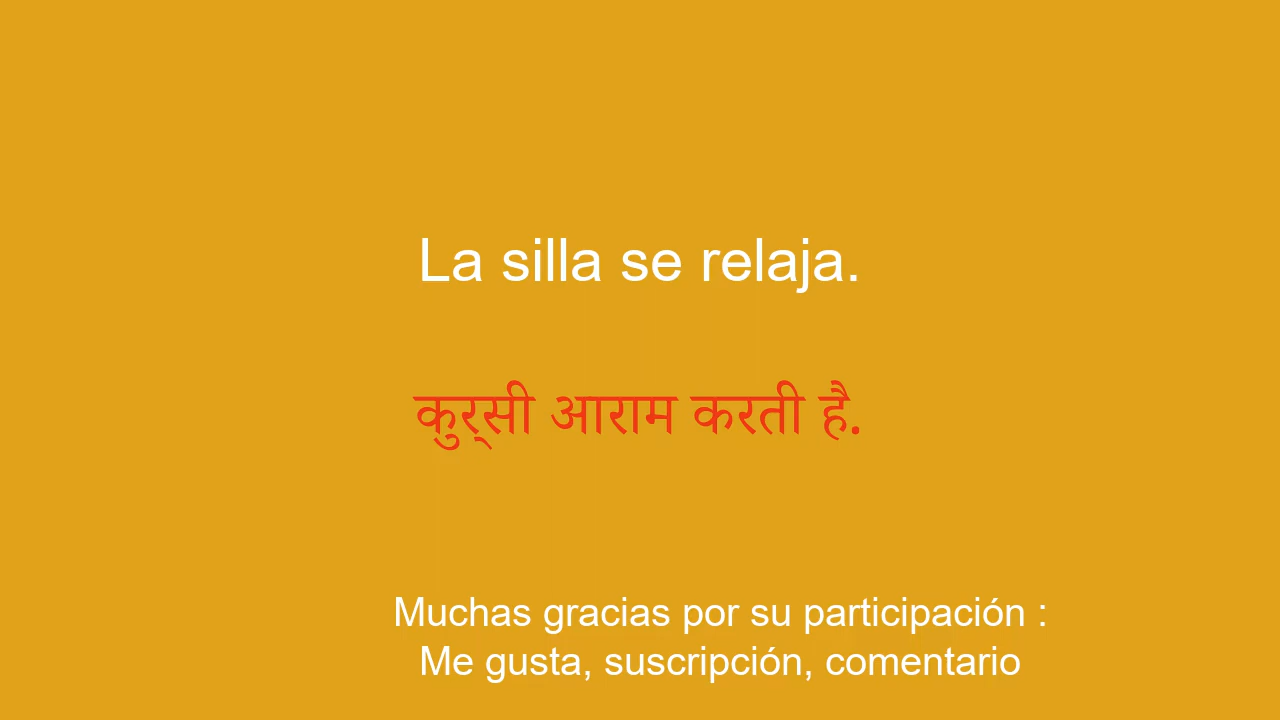 La silla se relaja.
कुर्सी आराम करती है.
Muchas gracias por su participación :
Me gusta, suscripción, comentario